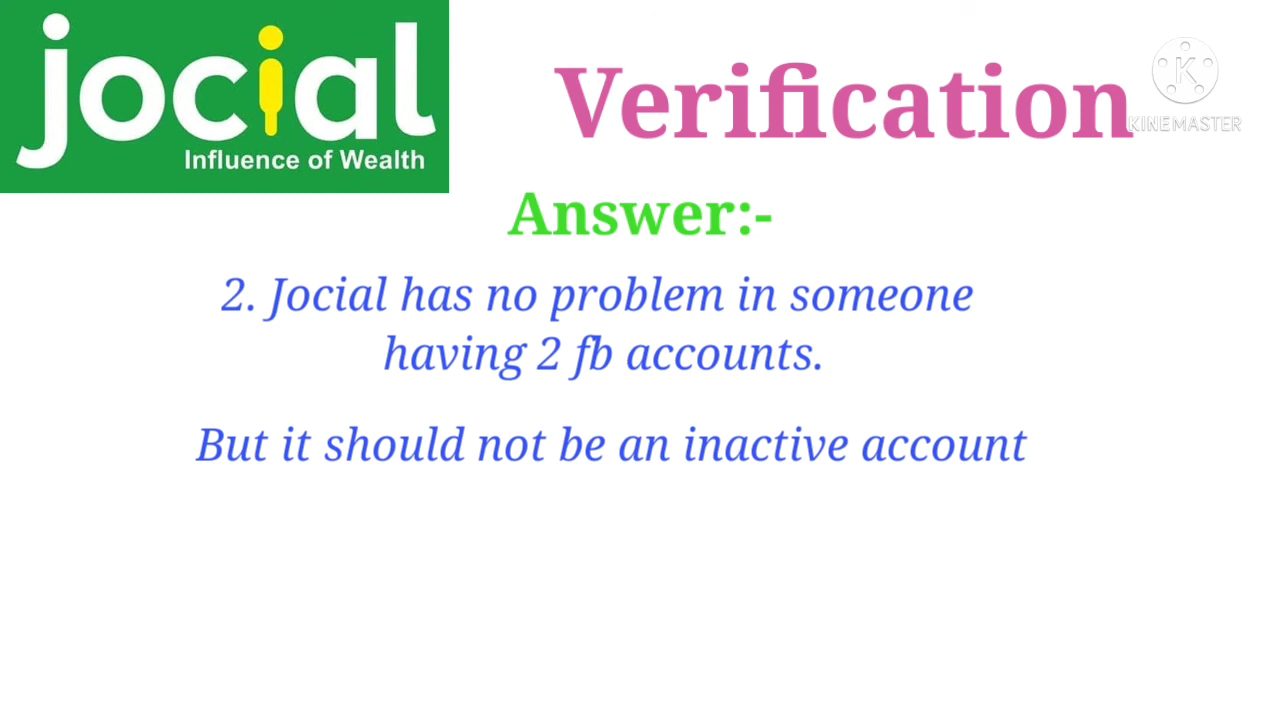 jocial
Influence of Wealth
Verification
KINEMASTER
Answer:-
2. Jocial has no problem in someone
having 2 fb accounts.
But it should not be an inactive account